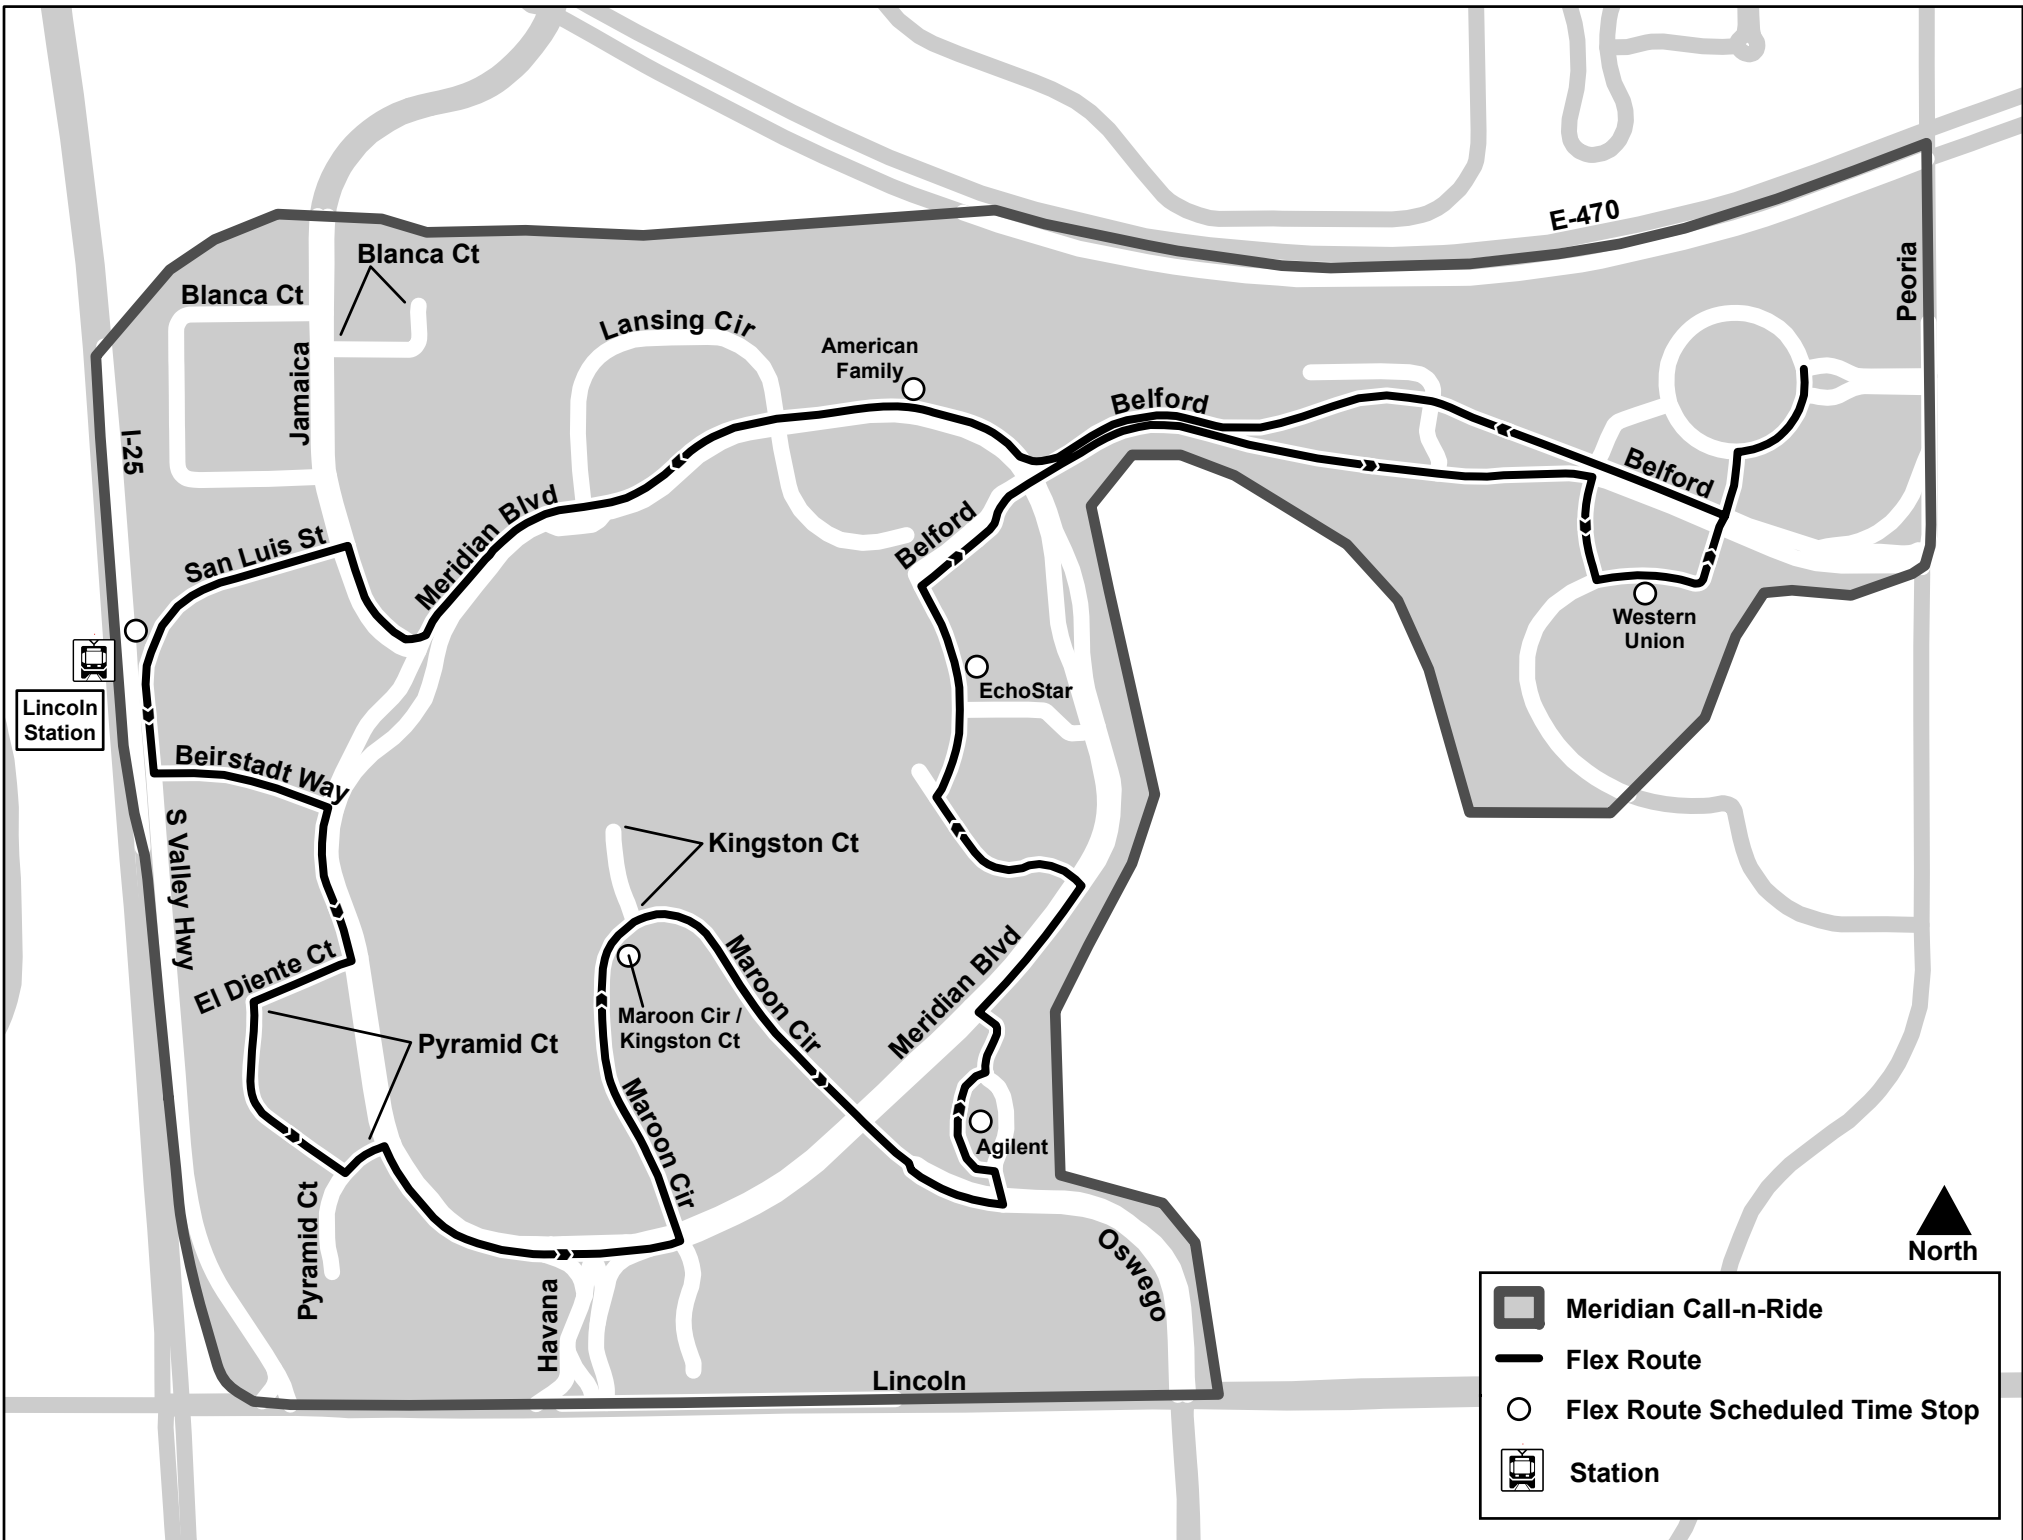 E-470
Peoria
Blanca Ct
Blanca Ct
Lansing Cir
American
Family
Jamaica
Belford
I-25
Belford
Meridian Blvd
San Luis St
Belford
Western
Union
EchoStar
Lincoln
Station
Beirstadt Way
S Valley Hwy
Kingston Ct
Maroon Cir
Meridian Blvd
El Diente Ct
Maroon Cir /
Kingston Ct
Pyramid Ct
Maroon Cir
Agilent
Pyramid Ct
Oswego
Havana
Lincoln
North
Meridian Call-n-Ride
Flex Route
Flex Route Scheduled Time Stop
Station